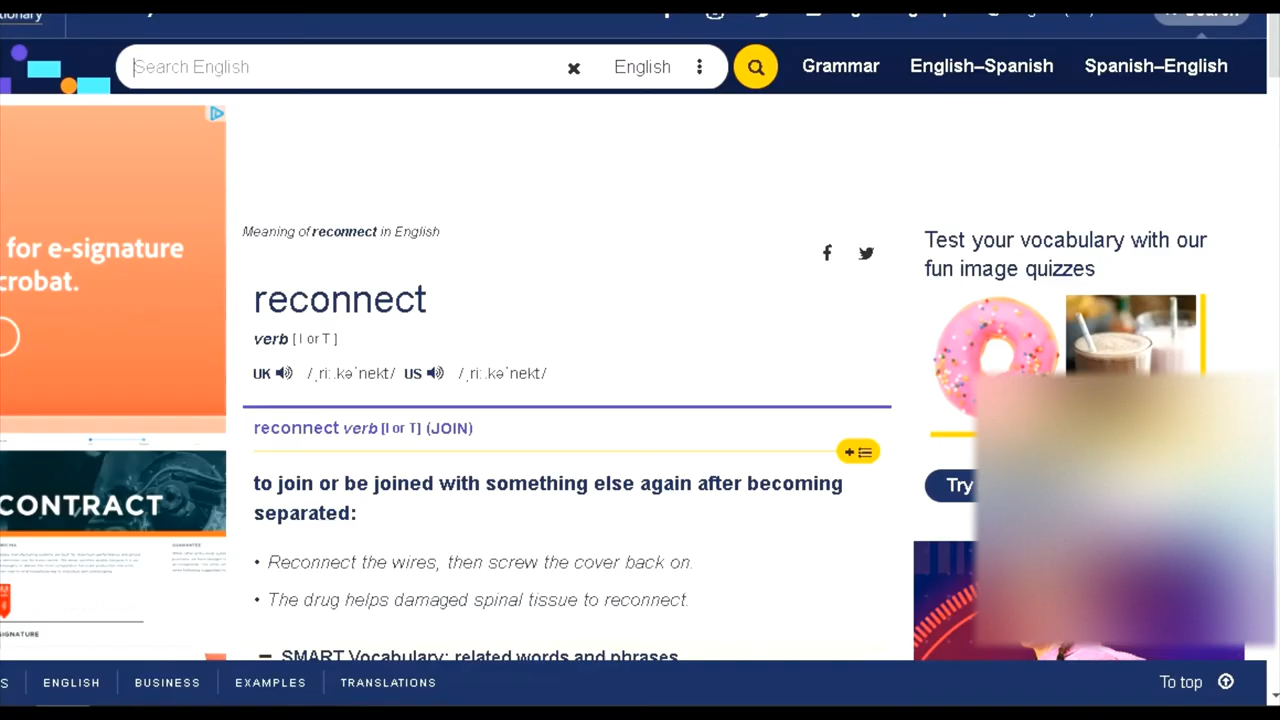 Search English
English
Grammar
English–Spanish
Spanish–English
for e-signature
crobat.
Meaning of reconnect in English
reconnect
verb [ I or T ]
UK /ˌriː.kəˈnekt/ US /ˌriː.kəˈnekt/
reconnect verb [I or T] (JOIN)
to join or be joined with something else again after becoming
separated:
• Reconnect the wires, then screw the cover back on.
• The drug helps damaged spinal tissue to reconnect.
SMART Vocabulary: related words and phrases
Test your vocabulary with our
fun image quizzes
Try
CONTRACT
GUARANTEE
SIGNATURE
S
ENGLISH
BUSINESS
EXAMPLES
TRANSLATIONS
To top